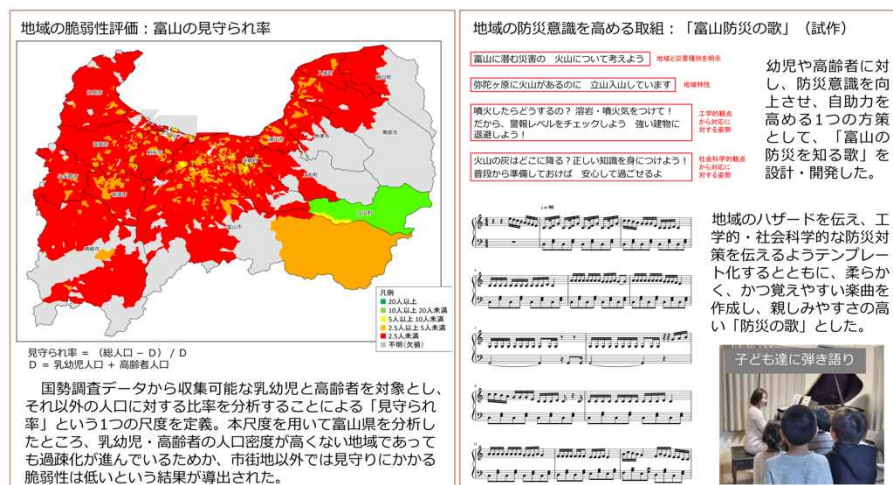 地域の脆弱性評価：富山の見守られ率
富山市
凡例
20人以上
10人以上 20人未満
5人以上 10人未満
2.5人以上 5人未満
2.5人未満
不明(欠損)
見守られ率 = （総人口 − D）/ D
D = 乳幼児人口 + 高齢者人口
国勢調査データから収集可能な乳幼児と高齢者を対象とし、
それ以外の人口に対する比率を分析することによる「見守られ
率」という1つの尺度を定義。本尺度を用いて富山県を分析し
たところ、乳幼児・高齢者の人口密度が高くない地域であって
も過疎化が進んでいるためか、市街地以外では見守りにかかる
脆弱性は低いという結果が導出された。
地域の防災意識を高める取組：「富山防災の歌」（試作）
富山に潜む災害の　火山について考えよう
地域と災害種別を明示
弥陀ヶ原に火山があるのに　立山入山しています
地域特性
噴火したらどうするの？ 溶岩・噴火気をつけて！
だから、警報レベルをチェックしよう　強い建物に
退避しよう！
工学的観点
から対応に
対する姿勢
火山の灰はどこに降る？正しい知識を身につけよう！
普段から準備しておけば　安心して過ごせるよ
社会科学的観点
から対応に
対する姿勢
幼児や高齢者に対
し、防災意識を向
上させ、自助力を
高める1つの方策
として、「富山の
防災を知る歌」を
設計・開発した。
地域のハザードを伝え、工
学的・社会科学的な防災対
策を伝えるようテンプレー
ト化するとともに、柔らか
く、かつ覚えやすい楽曲を
作成し、親しみやすさの高
い「防災の歌」とした。
子ども達に弾き語り